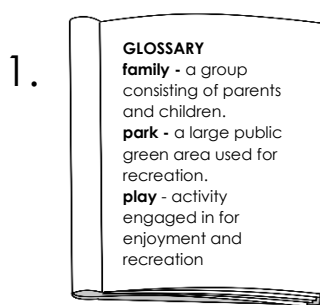 1.
GLOSSARY
family - a group
consisting of parents
and children.
park - a large public
green area used for
recreation.
play - activity
engaged in for
enjoyment and
recreation